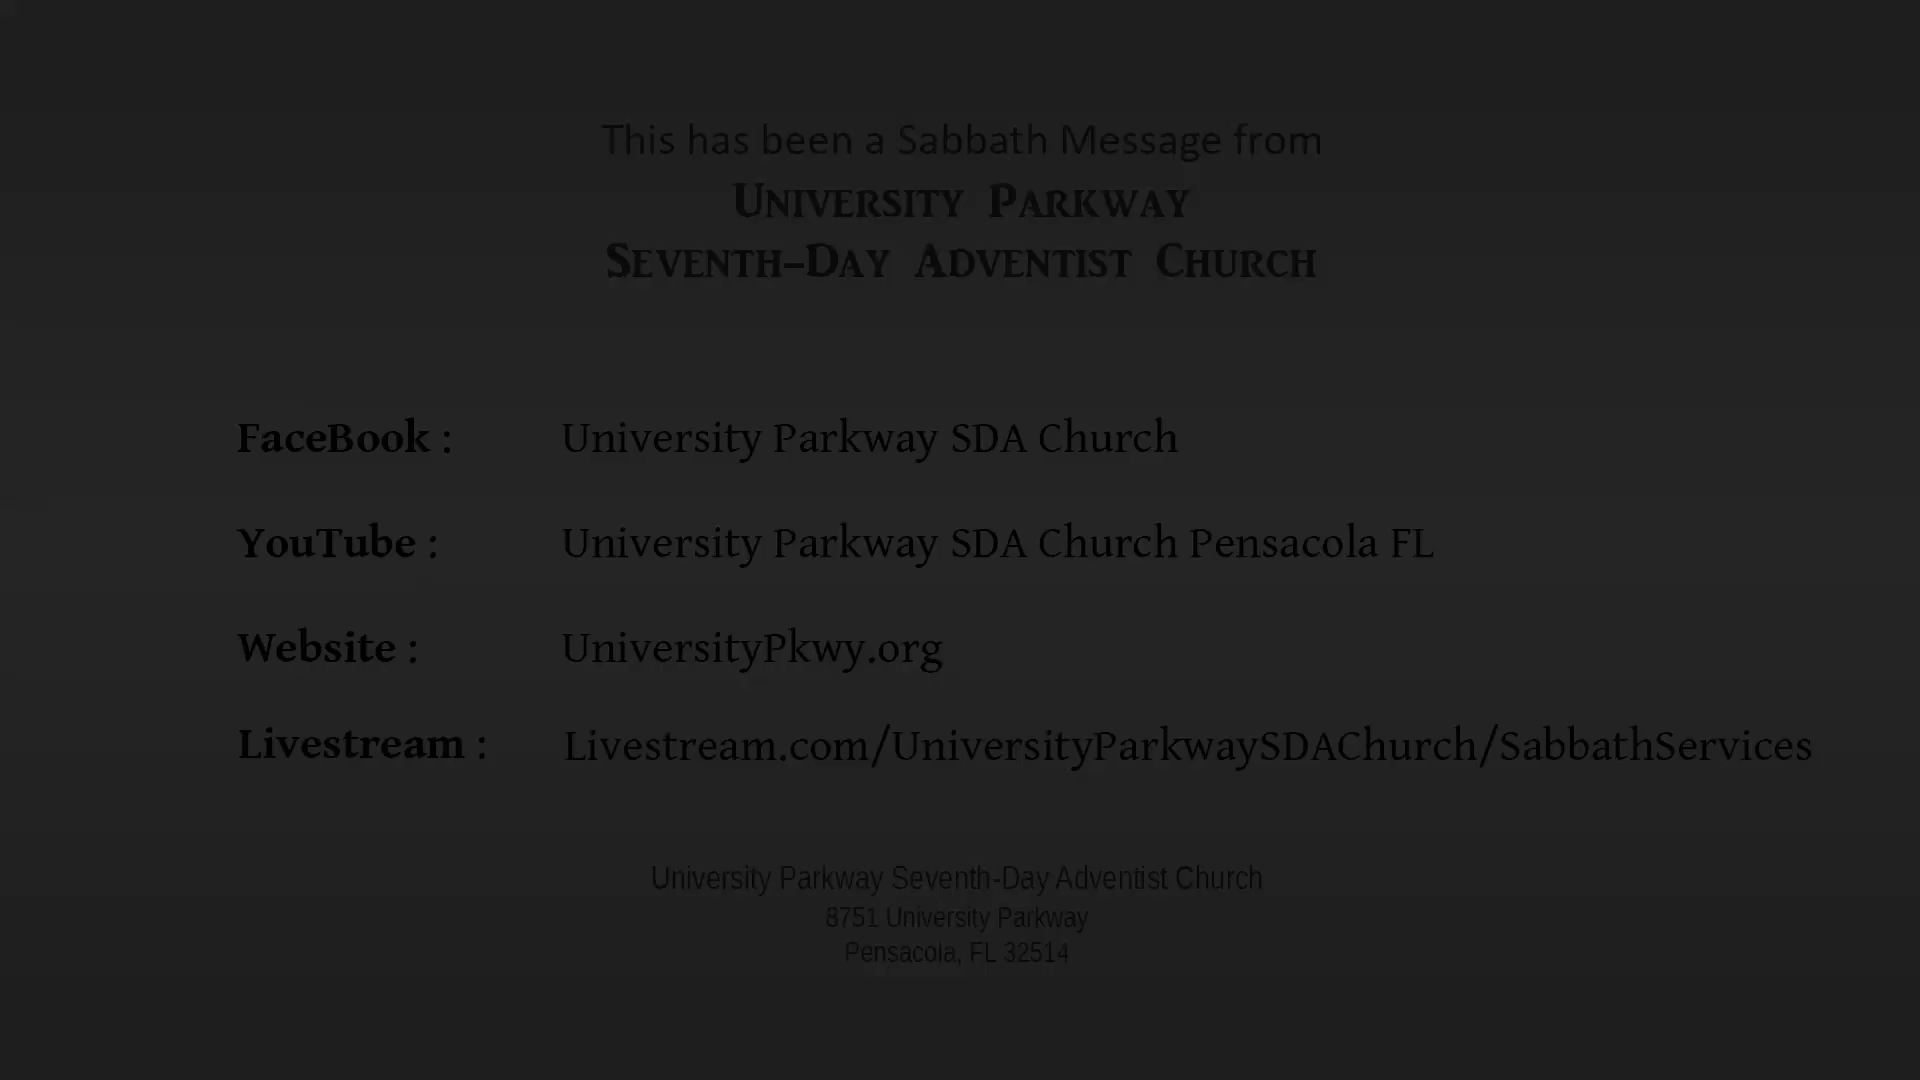 This has been a Sabbath Message from
University Parkway
Seventh-Day Adventist Church
FaceBook : University Parkway SDA Church
YouTube : University Parkway SDA Church Pensacola FL
Website : UniversityPkwy.org
Livestream : Livestream.com/UniversityParkwaySDAChurch/SabbathServices
University Parkway Seventh-Day Adventist Church
8751 University Parkway
Pensacola, FL 32514